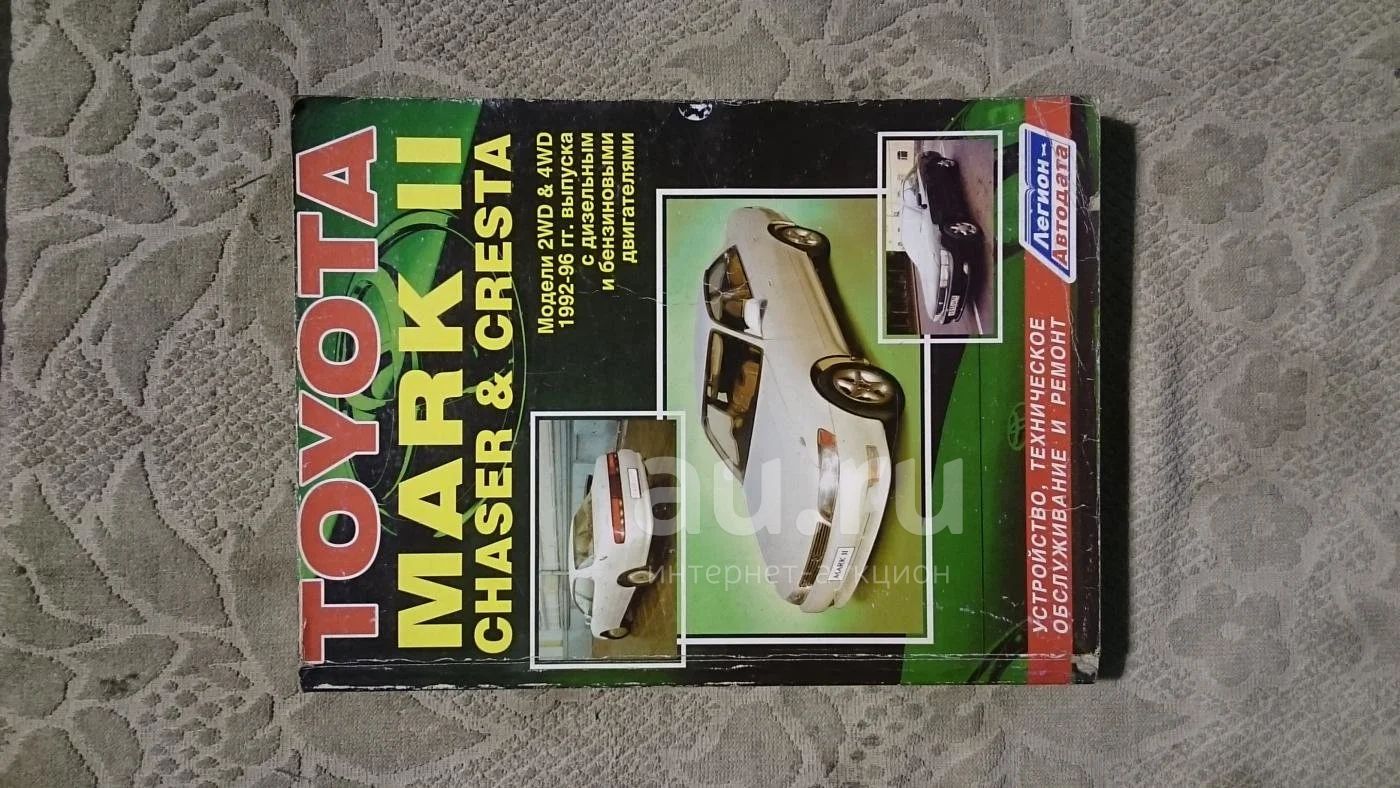 TOYOTA
MARK II
CHASER & CRESTA
Модели 2WD & 4WD
1992-96 гг. выпуска
с дизельным
и бензиновыми
двигателями
MARK II
au.ru
интернет-аукцион
УСТРОЙСТВО, ТЕХНИЧЕСКОЕ
ОБСЛУЖИВАНИЕ И РЕМОНТ
Легион-
Автодата